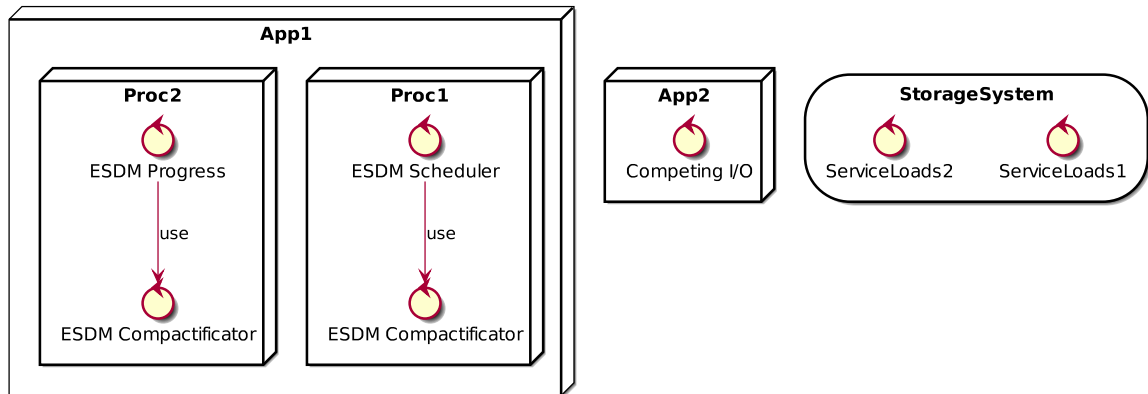 App1
Proc2
Proc1
App2
StorageSystem
ESDM Progress
ESDM Scheduler
Competing I/O
ServiceLoads2
ServiceLoads1
use
use
ESDM Compactificator
ESDM Compactificator